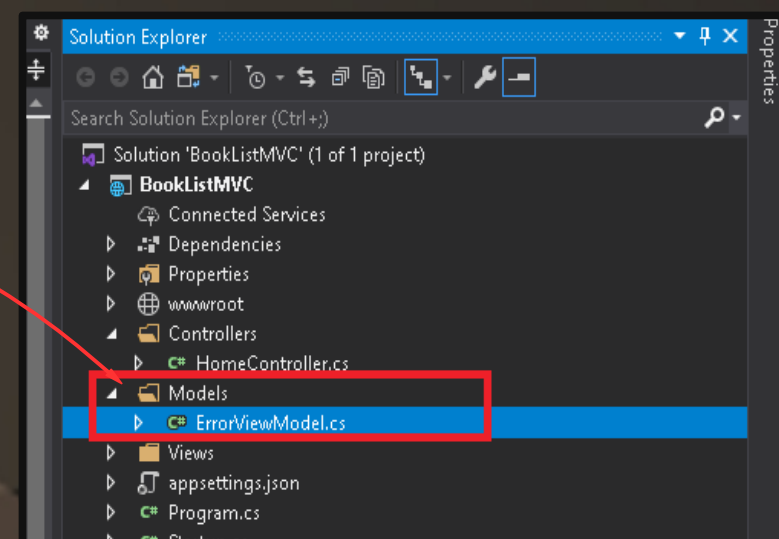 Solution Explorer
Properties
Search Solution Explorer (Ctrl+;)
Solution 'BookListMVC' (1 of 1 project)
BookListMVC
Connected Services
Dependencies
Properties
wwwroot
Controllers
C# HomeController.cs
Models
C# ErrorViewModel.cs
Views
appsettings.json
C# Program.cs
C#